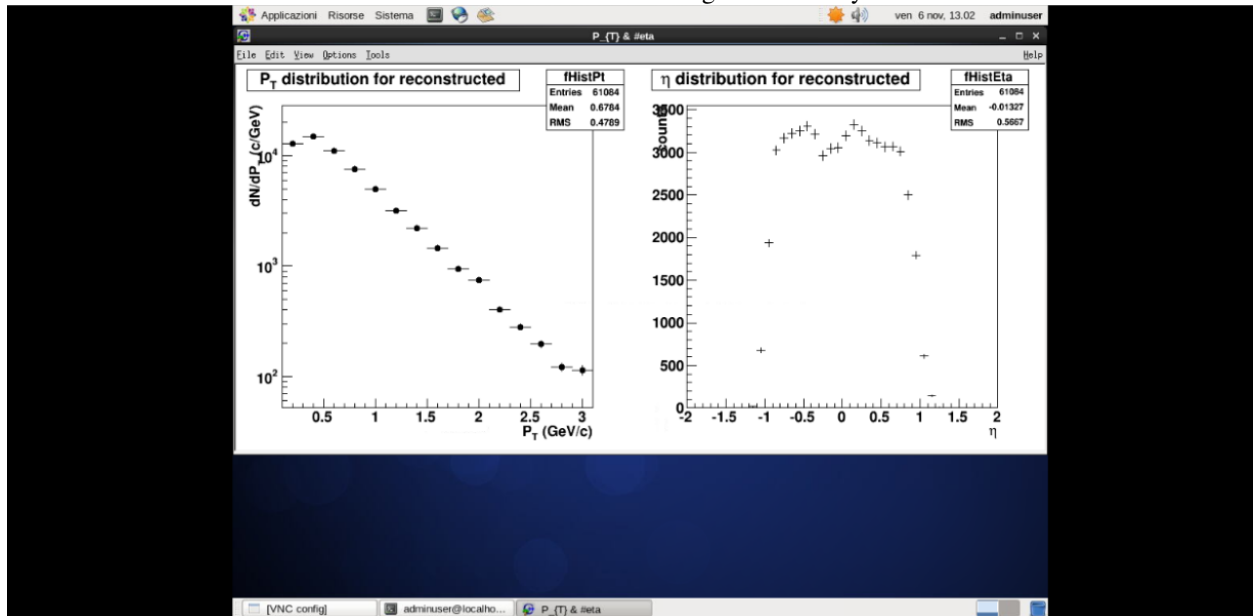 Applicazioni Risorse Sistema ven 6 nov, 13.02 adminuser
P_{T} & #eta
File Edit View Options Tools Help
P_T distribution for reconstructed
fHistPt
Entries 61084
Mean 0.6784
RMS 0.4789
dN/dP_T (c/GeV)
10^4
10^3
10^2
0.5 1 1.5 2 2.5 3
P_T (GeV/c)
η distribution for reconstructed
fHistEta
Entries 61084
Mean -0.01327
RMS 0.5667
counts
3500
3000
2500
2000
1500
1000
500
0
-2 -1.5 -1 -0.5 0 0.5 1 1.5 2
η
[VNC config] adminuser@localho... P_{T} & #eta